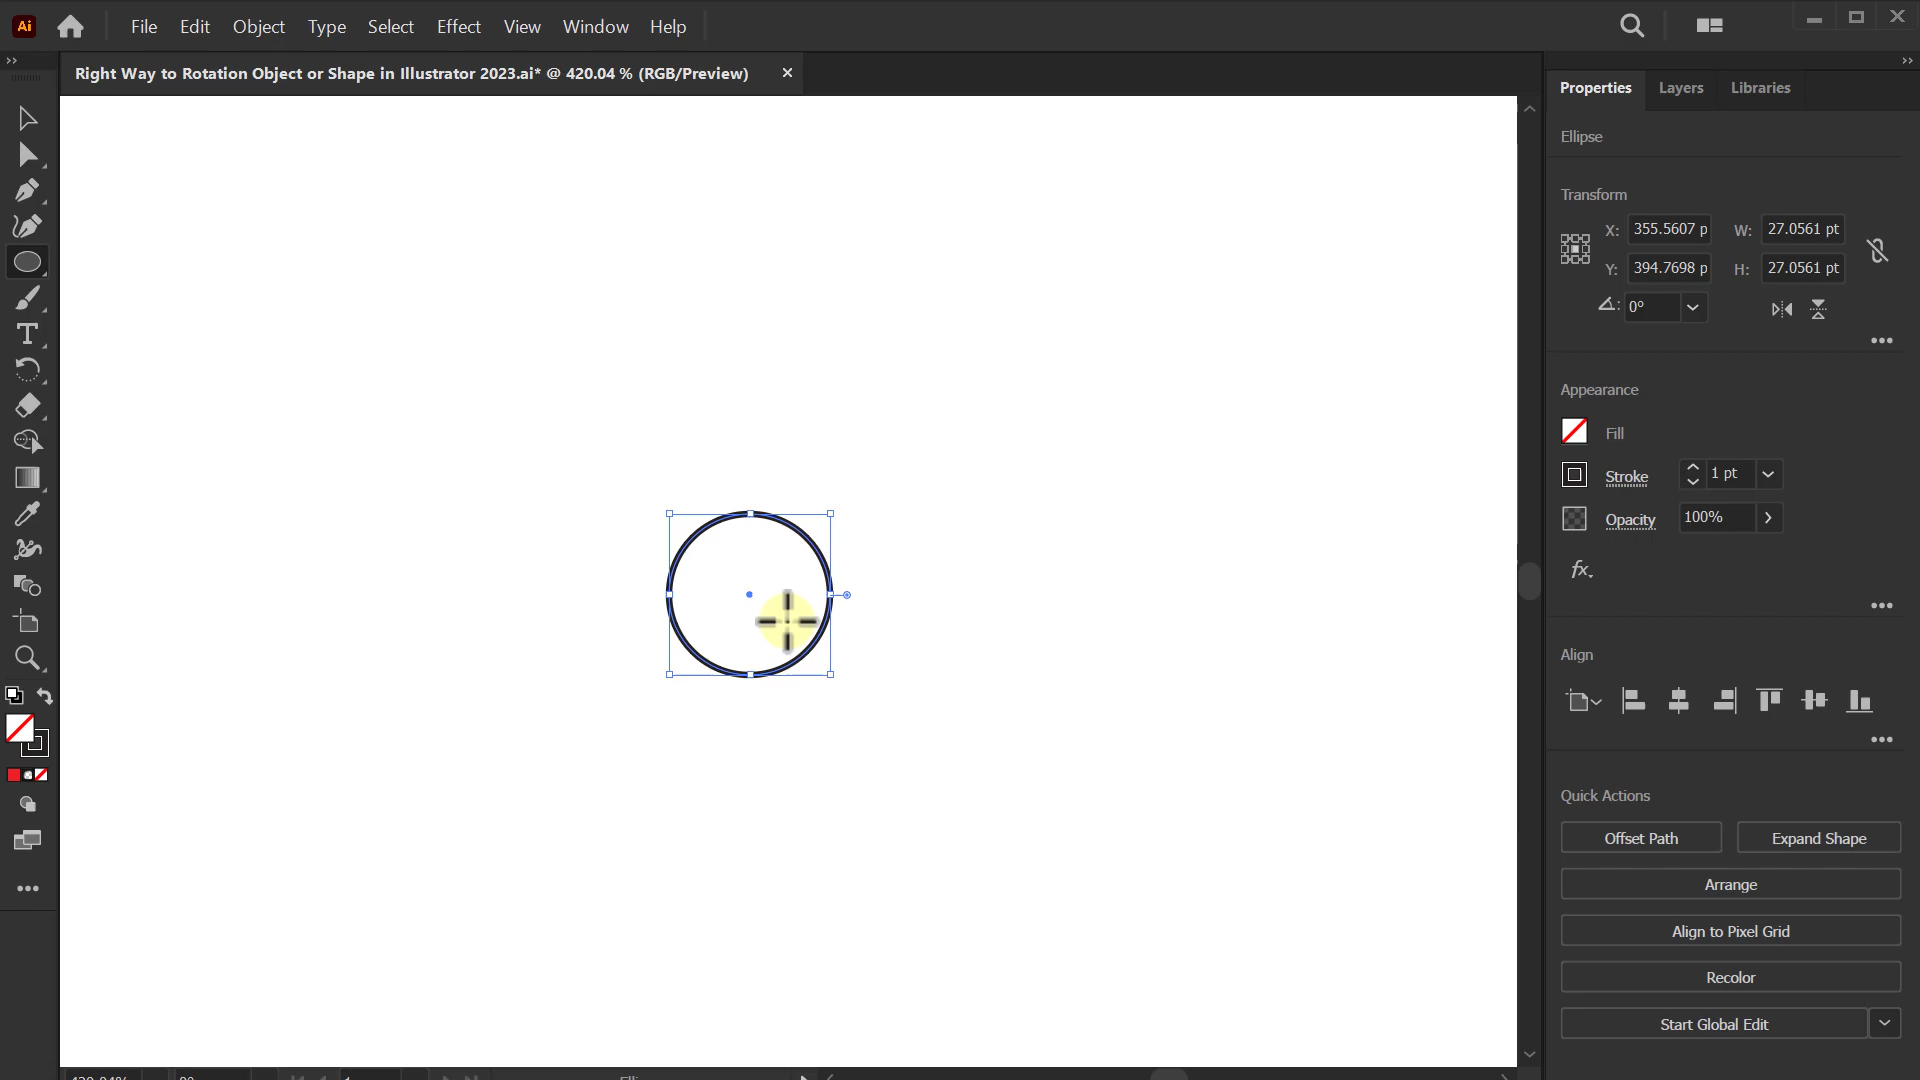 Ai File Edit Object Type Select Effect View Window Help
Right Way to Rotation Object or Shape in Illustrator 2023.ai* @ 420.04 % (RGB/Preview)
Properties Layers Libraries
Ellipse
Transform
X: 355.5607 p W: 27.0561 pt
Y: 394.7698 p H: 27.0561 pt
0°
Appearance
Fill
Stroke 1 pt
Opacity 100%
fx
Align
Quick Actions
Offset Path Expand Shape
Arrange
Align to Pixel Grid
Recolor
Start Global Edit